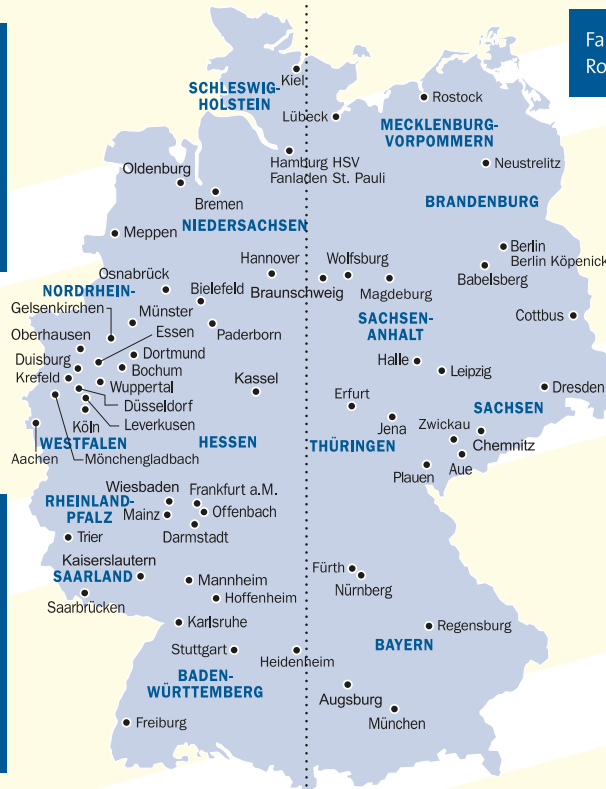 Fa
Ro
Kiel
SCHLESWIG-
HOLSTEIN
Rostock
Lübeck
MECKLENBURG-
VORPOMMERN
Hamburg HSV
Fanladen St. Pauli
Neustrelitz
Oldenburg
Bremen
BRANDENBURG
NIEDERSACHSEN
Meppen
Berlin
Berlin Köpenick
Hannover
Wolfsburg
Babelsberg
Osnabrück
Bielefeld
Braunschweig
Magdeburg
NORDRHEIN-
Gelsenkirchen
Münster
SACHSEN-
ANHALT
Cottbus
Oberhausen
Essen
Paderborn
Duisburg
Dortmund
Halle
Krefeld
Bochum
Leipzig
Wuppertal
Kassel
Dresden
Düsseldorf
Erfurt
SACHSEN
Leverkusen
Jena
Köln
Zwickau
WESTFALEN
HESSEN
THÜRINGEN
Chemnitz
Aachen
Mönchengladbach
Aue
Plauen
Wiesbaden
Frankfurt a.M.
RHEINLAND-
PFALZ
Mainz
Offenbach
Trier
Darmstadt
Kaiserslautern
Fürth
SAARLAND
Mannheim
Nürnberg
Saarbrücken
Hoffenheim
Karlsruhe
Regensburg
Stuttgart
Heidenheim
BAYERN
BADEN-
WÜRTTEMBERG
Augsburg
München
Freiburg